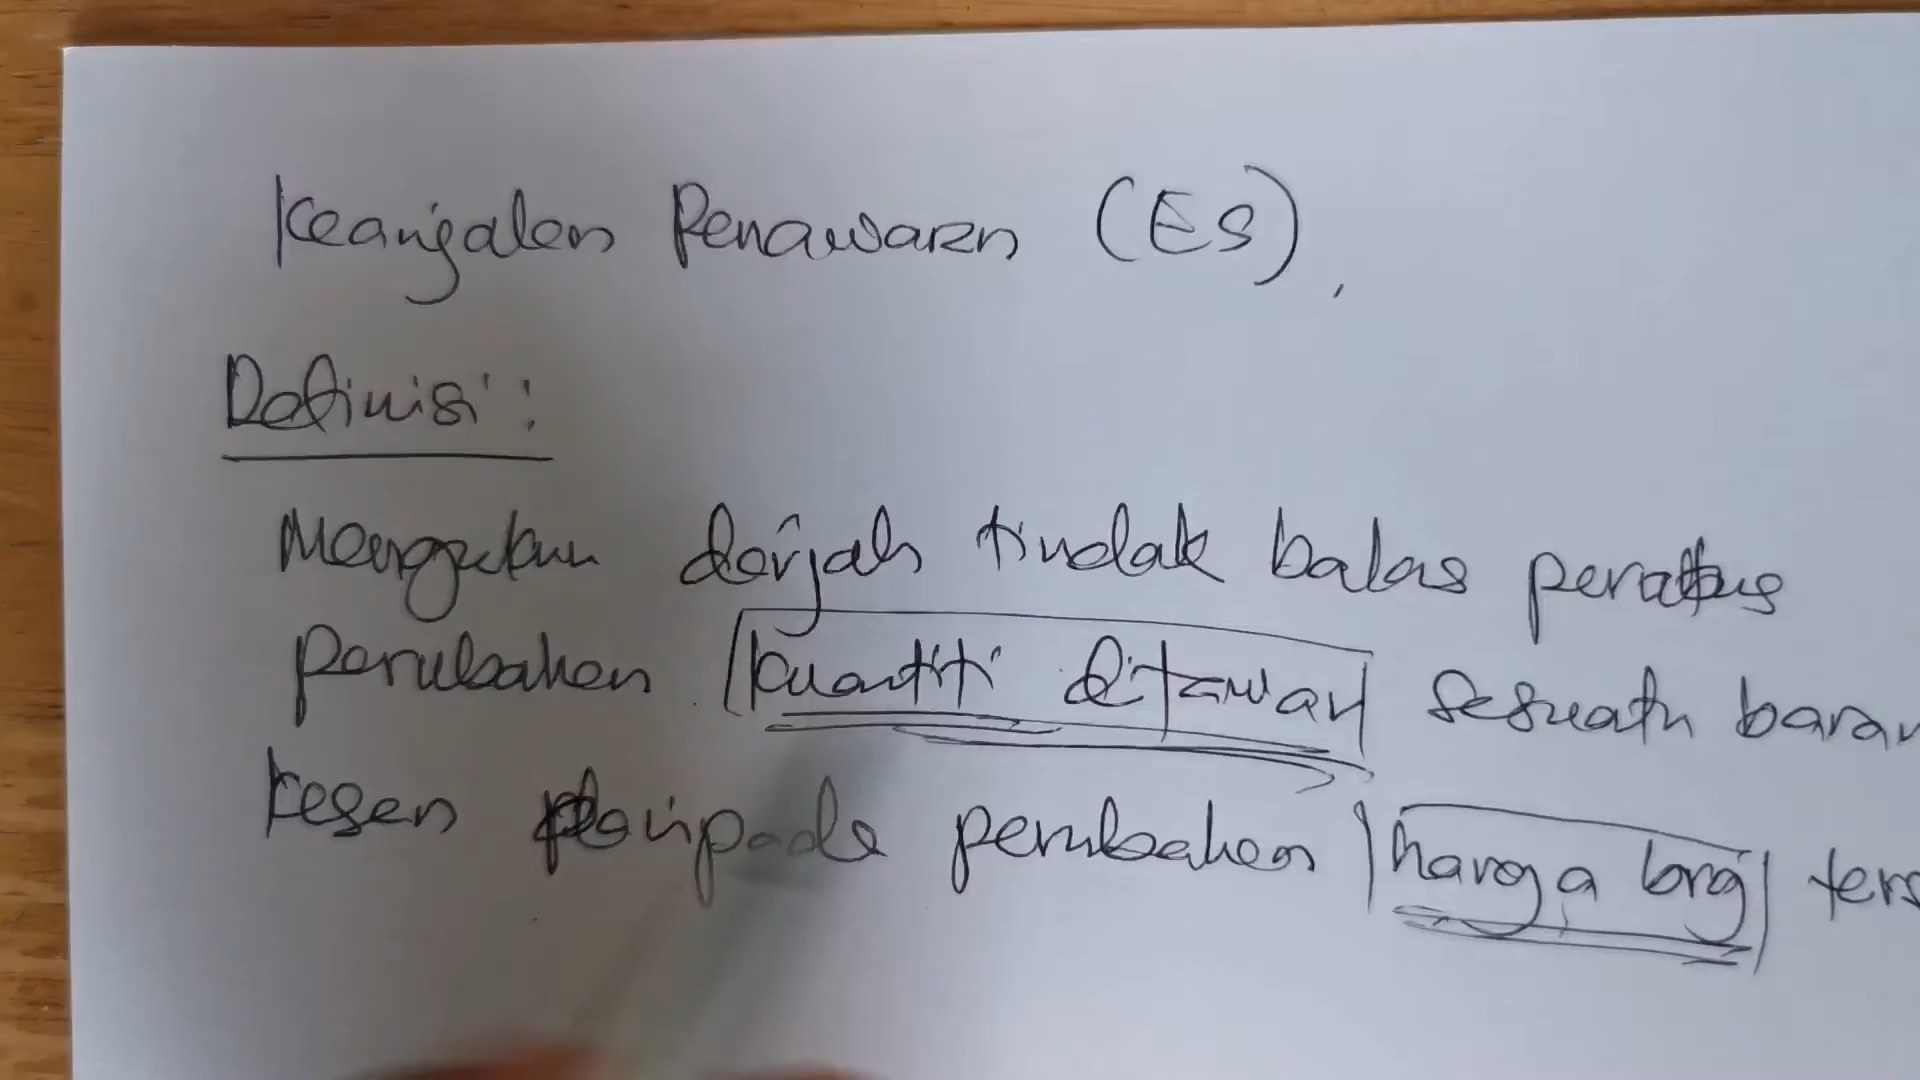 Keanjalan Penawaran (ES),
Definisi:
Mengukur darjah tindak balas peratus
perubahan kuantiti ditawar sesuatu baran
kesan daripada perubahan harga brg ters